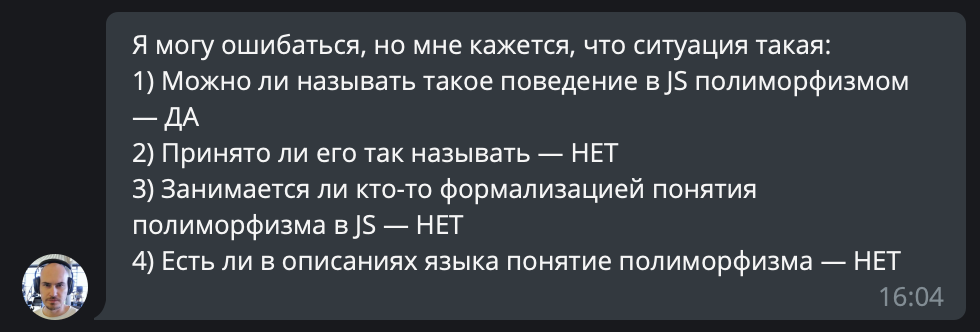 Я могу ошибаться, но мне кажется, что ситуация такая:
1) Можно ли называть такое поведение в JS полиморфизмом
— ДА
2) Принято ли его так называть — НЕТ
3) Занимается ли кто-то формализацией понятия
полиморфизма в JS — НЕТ
4) Есть ли в описаниях языка понятие полиморфизма — НЕТ
16:04